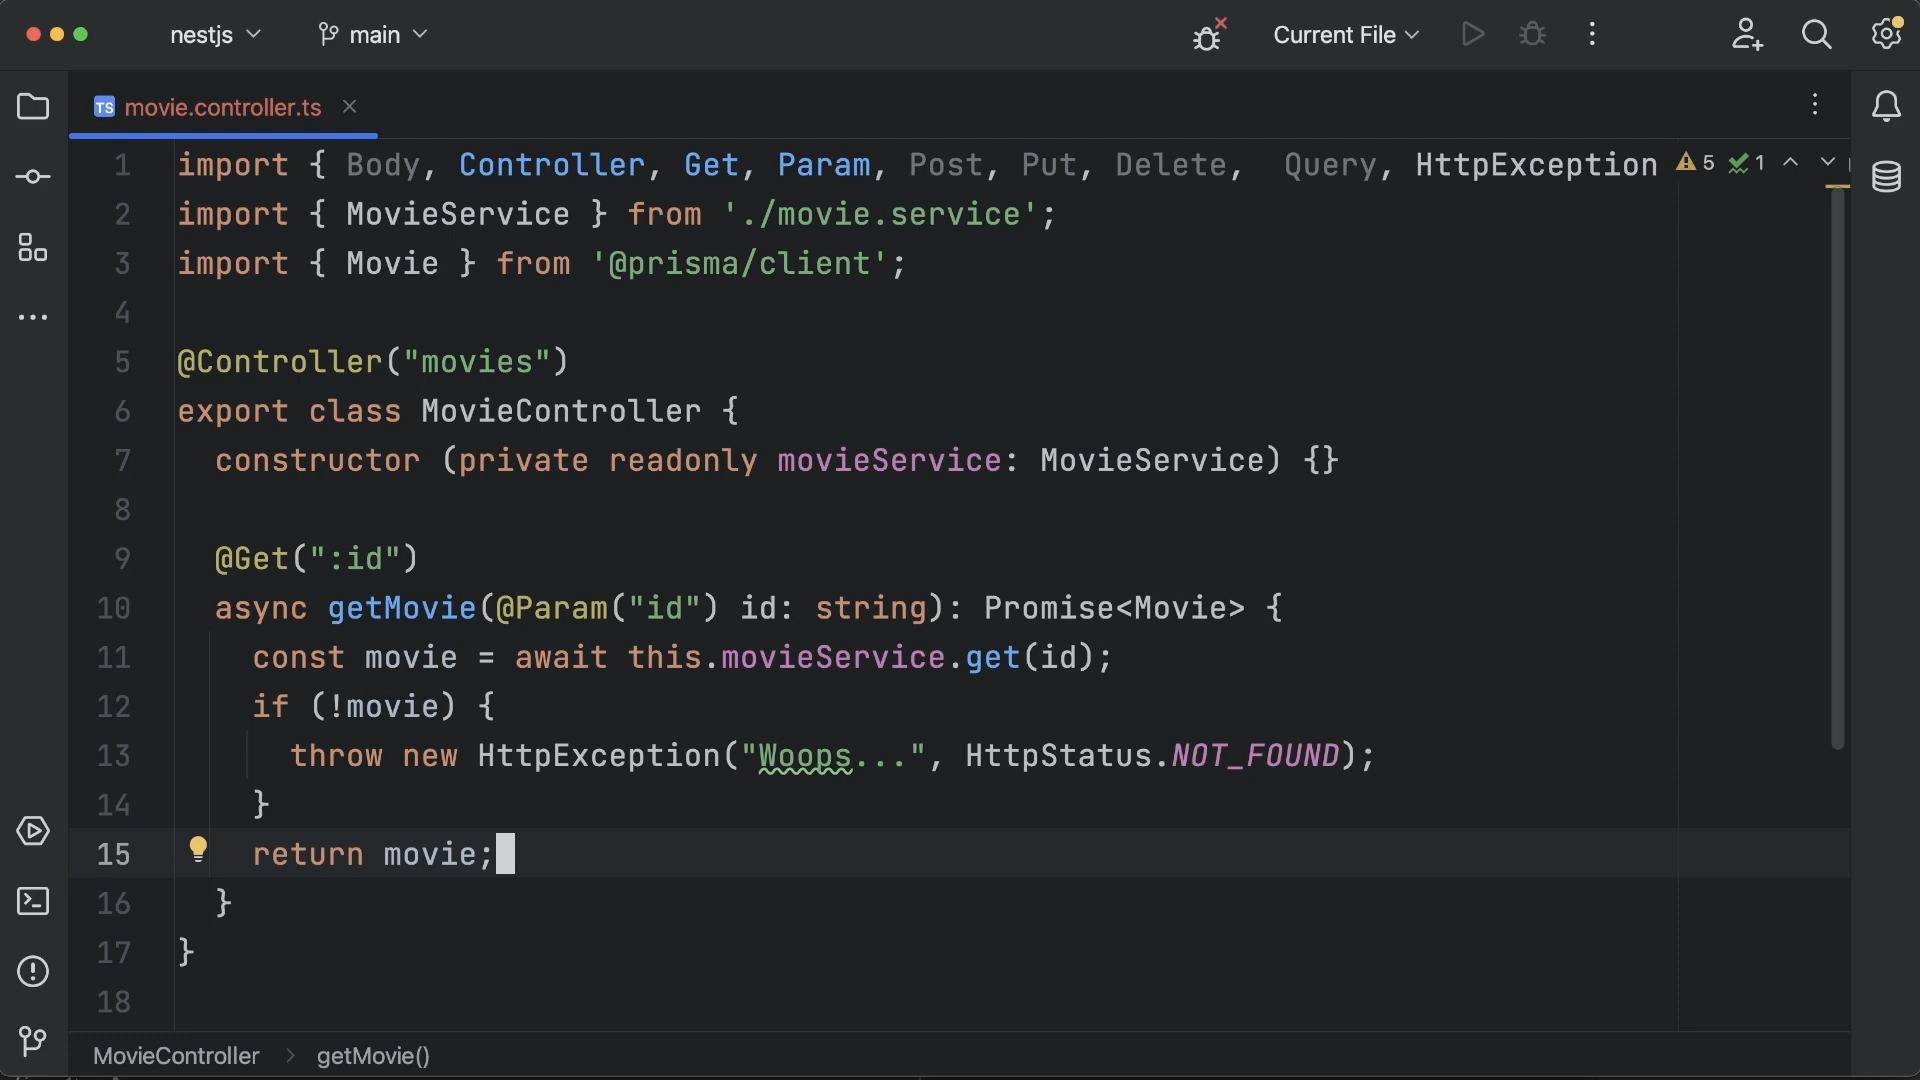 nestjs main Current File
TS movie.controller.ts
1 import { Body, Controller, Get, Param, Post, Put, Delete,  Query, HttpException 5 1
2 import { MovieService } from './movie.service';
3 import { Movie } from '@prisma/client';
4
5 @Controller("movies")
6 export class MovieController {
7 constructor (private readonly movieService: MovieService) {}
8
9 @Get(":id")
10 async getMovie(@Param("id") id: string): Promise<Movie> {
11 const movie = await this.movieService.get(id);
12 if (!movie) {
13 throw new HttpException("Woops...", HttpStatus.NOT_FOUND);
14 }
15 return movie;
16 }
17 }
18
MovieController > getMovie()